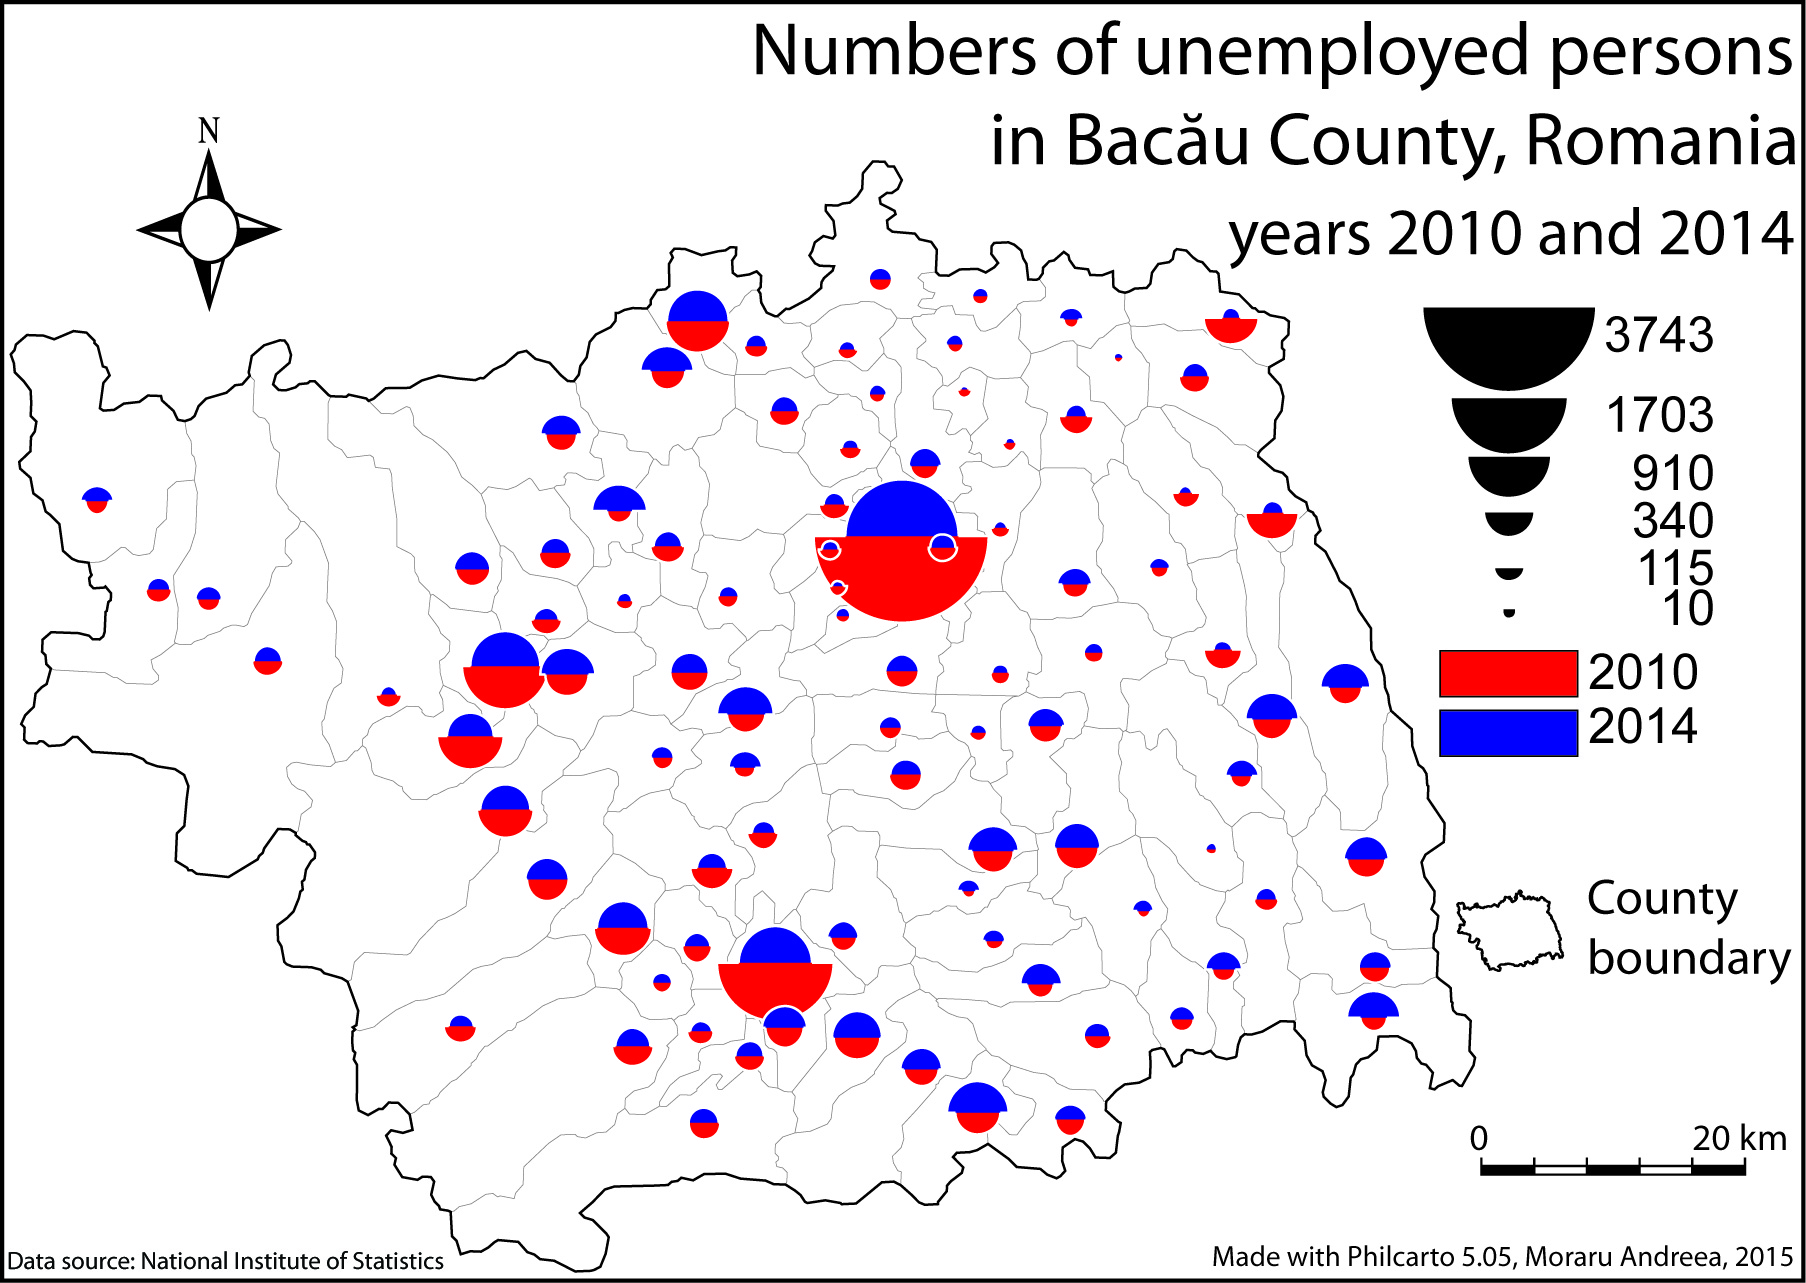 Numbers of unemployed persons
in Bacău County, Romania
years 2010 and 2014
N
3743
1703
910
340
115
10
2010
2014
County
boundary
0 20 km
Data source: National Institute of Statistics
Made with Philcarto 5.05, Moraru Andreea, 2015